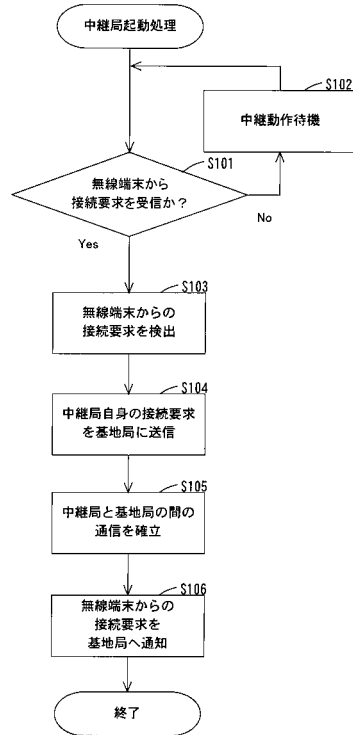 中継局起動処理
S102
中継動作待機
S101
無線端末から
接続要求を受信か？
No
Yes
S103
無線端末からの
接続要求を検出
S104
中継局自身の接続要求
を基地局に送信
S105
中継局と基地局の間の
通信を確立
S106
無線端末からの
接続要求を
基地局へ通知
終了